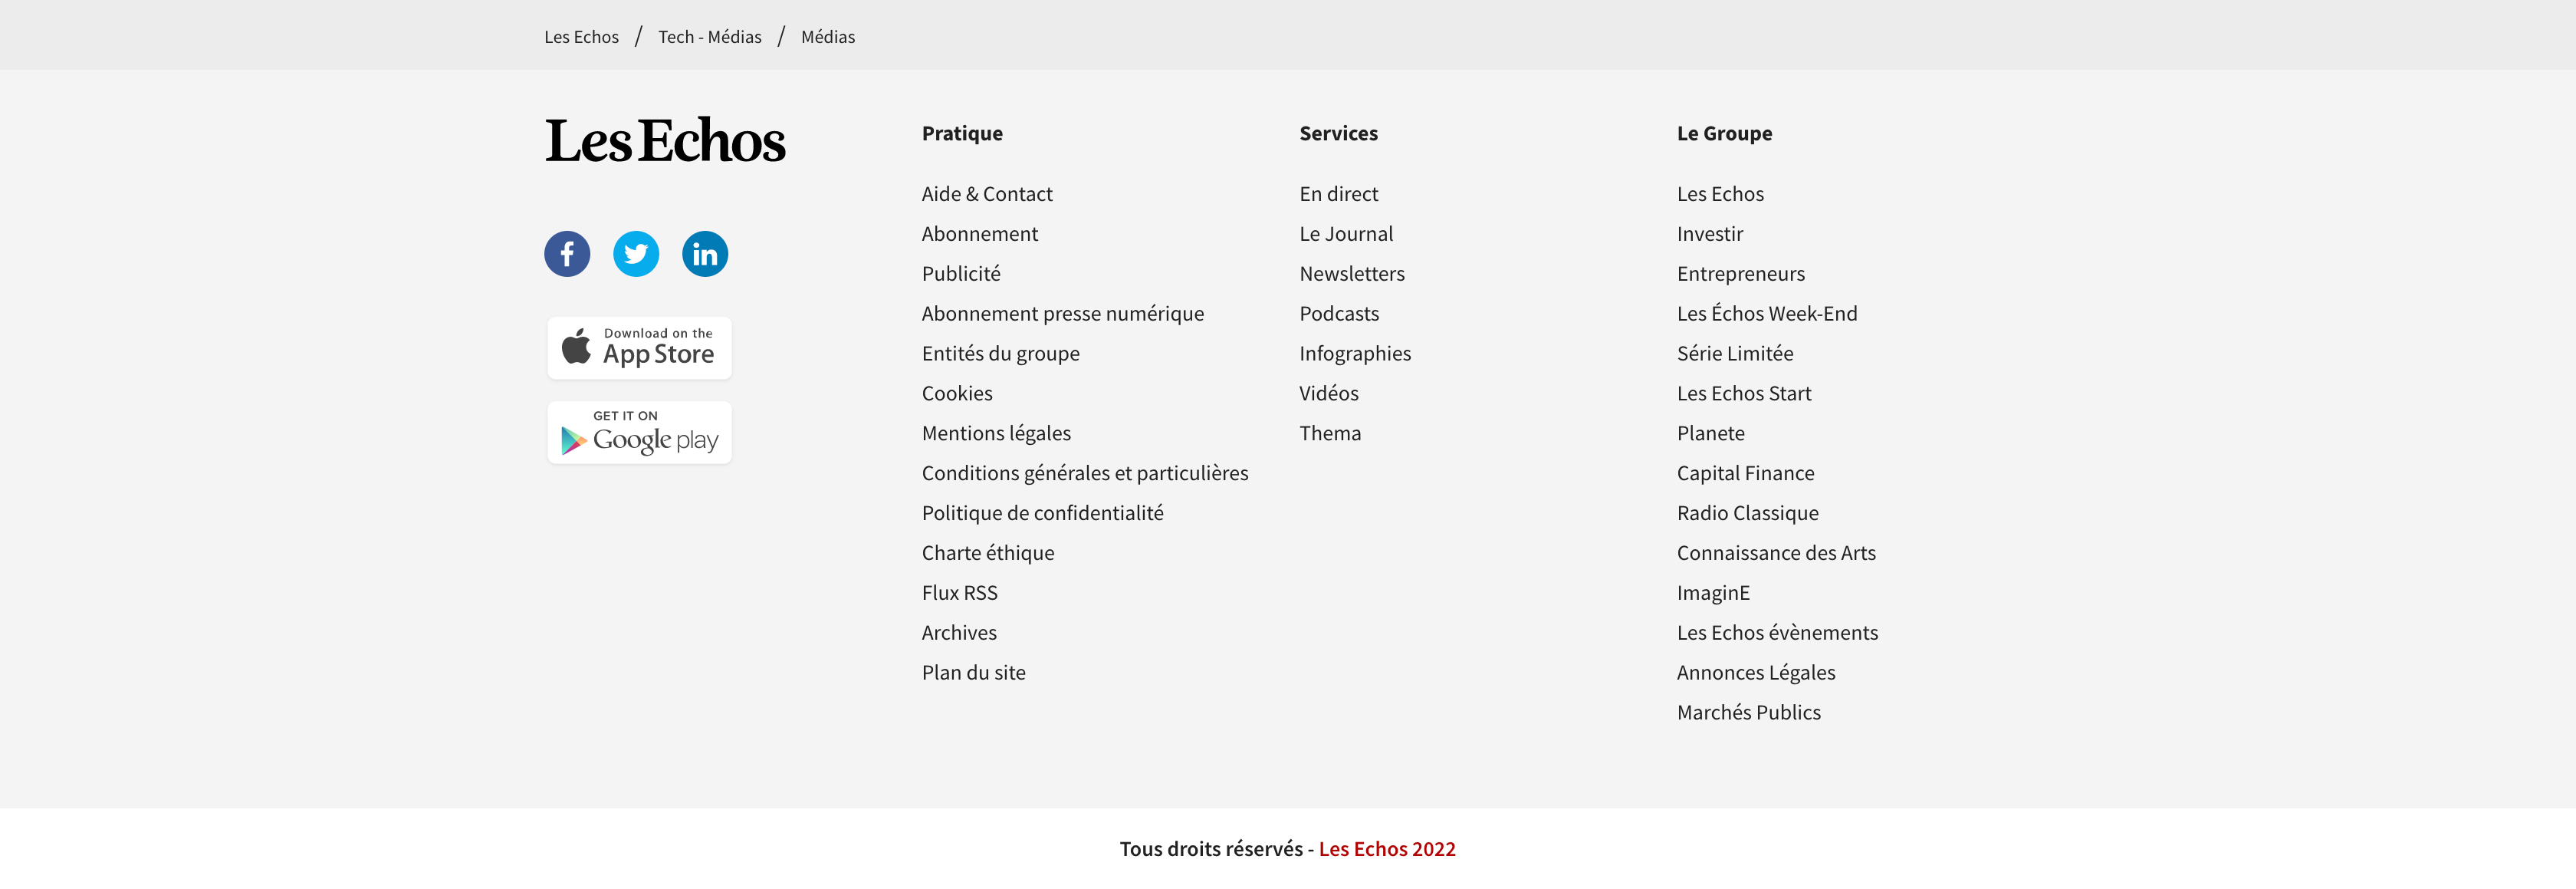 Les Echos / Tech - Médias / Médias
Les Echos
Download on the
App Store
GET IT ON
Google play
Pratique
Aide & Contact
Abonnement
Publicité
Abonnement presse numérique
Entités du groupe
Cookies
Mentions légales
Conditions générales et particulières
Politique de confidentialité
Charte éthique
Flux RSS
Archives
Plan du site
Services
En direct
Le Journal
Newsletters
Podcasts
Infographies
Vidéos
Thema
Le Groupe
Les Echos
Investir
Entrepreneurs
Les Échos Week-End
Série Limitée
Les Echos Start
Planete
Capital Finance
Radio Classique
Connaissance des Arts
ImaginE
Les Echos évènements
Annonces Légales
Marchés Publics
Tous droits réservés - Les Echos 2022